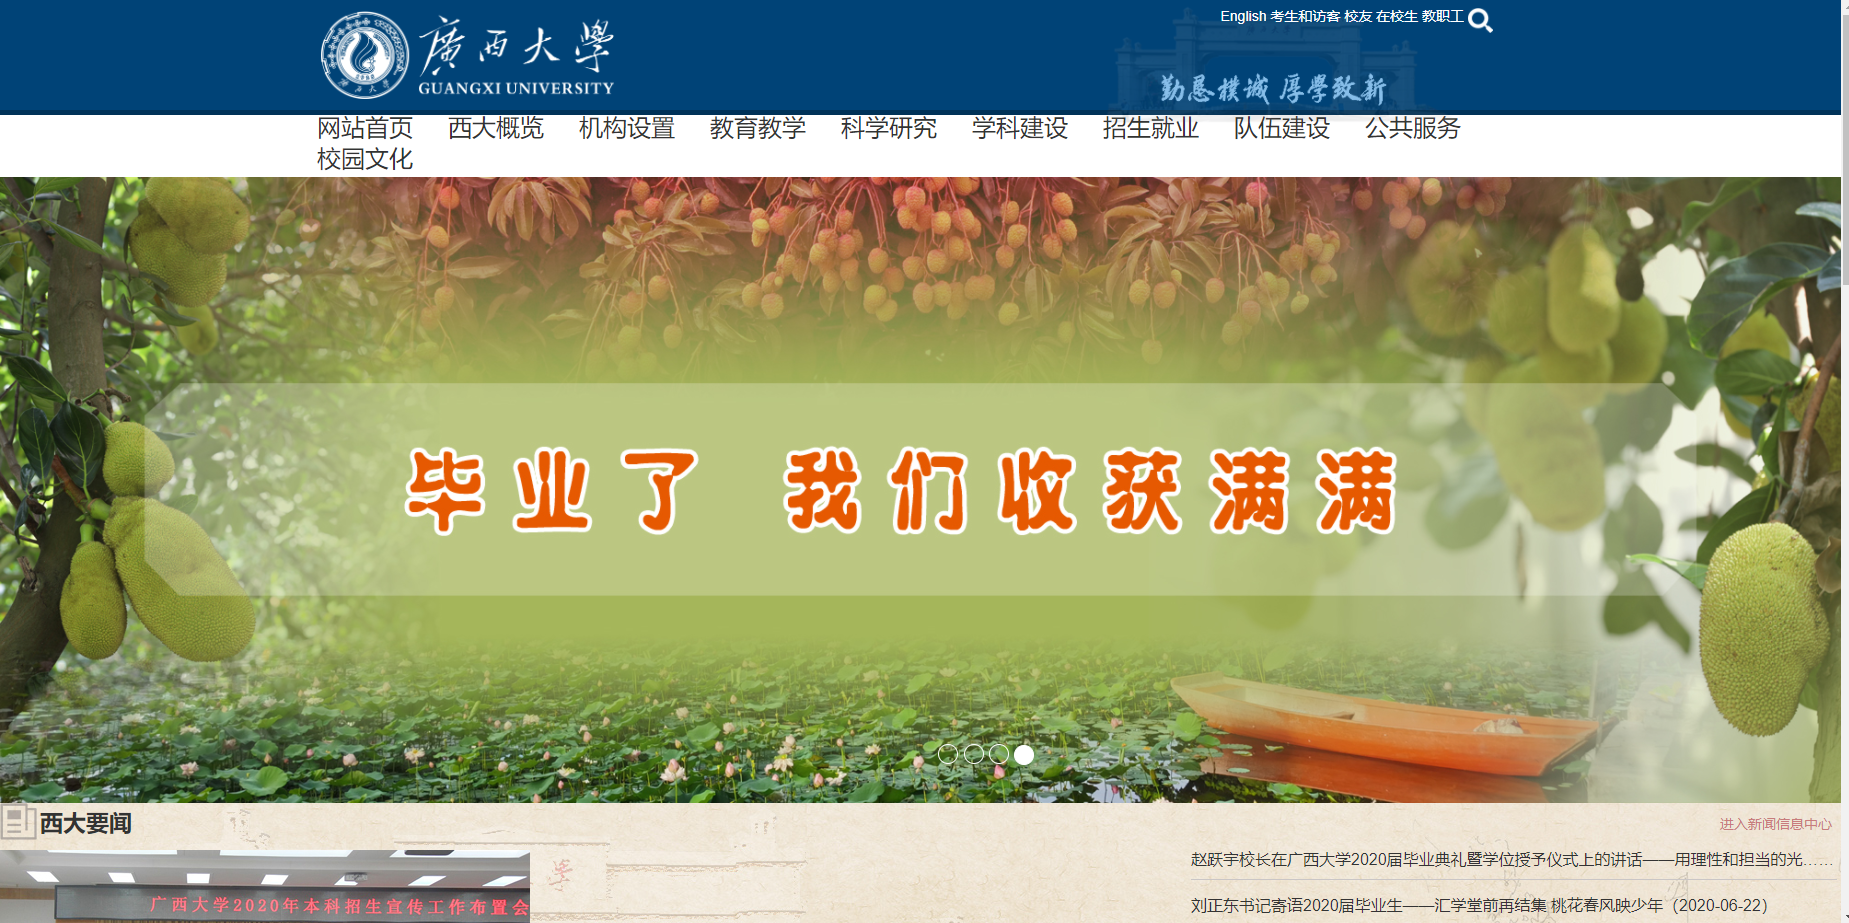 English 考生和访客 校友 在校生 教职工
廣西大學
GUANGXI UNIVERSITY
勤恳樸诚 厚學致新
网站首页 西大概览 机构设置 教育教学 科学研究 学科建设 招生就业 队伍建设 公共服务
校园文化
毕业了 我们收获满满
西大要闻
进入新闻信息中心
赵跃宇校长在广西大学2020届毕业典礼暨学位授予仪式上的讲话——用理性和担当的光……
广西大学2020年本科招生宣传工作布置会
刘正东书记寄语2020届毕业生——汇学堂前再结集 桃花春风映少年（2020-06-22）